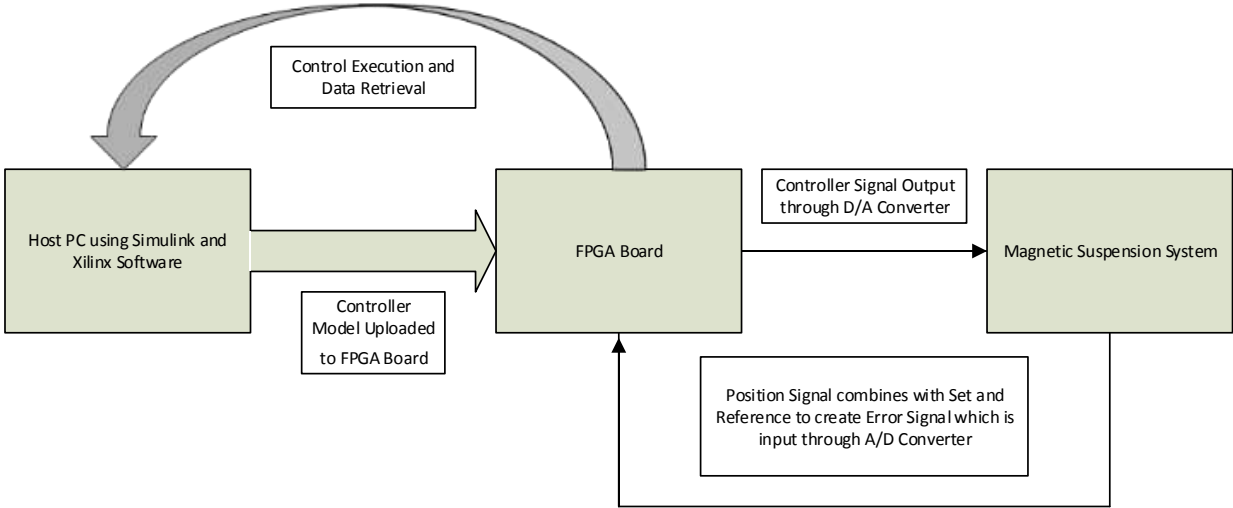 Control Execution and
Data Retrieval
Host PC using Simulink and
Xilinx Software
Controller
Model Uploaded
to FPGA Board
FPGA Board
Controller Signal Output
through D/A Converter
Magnetic Suspension System
Position Signal combines with Set and
Reference to create Error Signal which is
input through A/D Converter